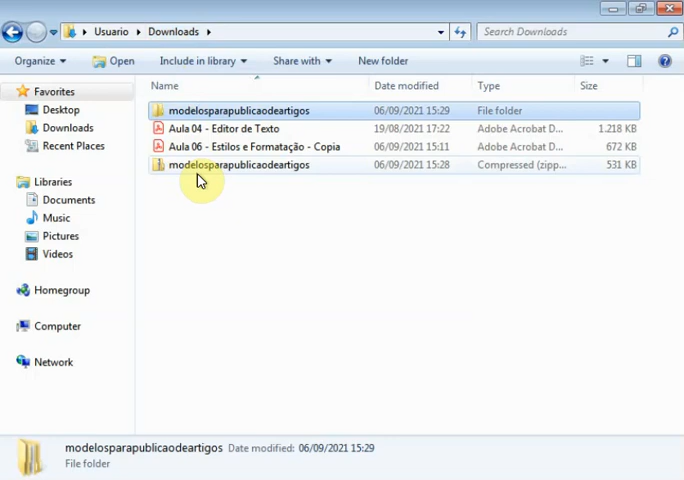 Usuario Downloads Search Downloads
Organize Open Include in library Share with New folder
Name Date modified Type Size
Favorites
Desktop
Downloads
Recent Places
Libraries
Documents
Music
Pictures
Videos
Homegroup
Computer
Network
modelosparapublicaodeartigos 06/09/2021 15:29 File folder
Aula 04 - Editor de Texto 19/08/2021 17:22 Adobe Acrobat D... 1.218 KB
Aula 06 - Estilos e Formatação - Copia 06/09/2021 15:11 Adobe Acrobat D... 672 KB
modelosparapublicaodeartigos 06/09/2021 15:28 Compressed (zipp... 531 KB
modelosparapublicaodeartigos Date modified: 06/09/2021 15:29
File folder